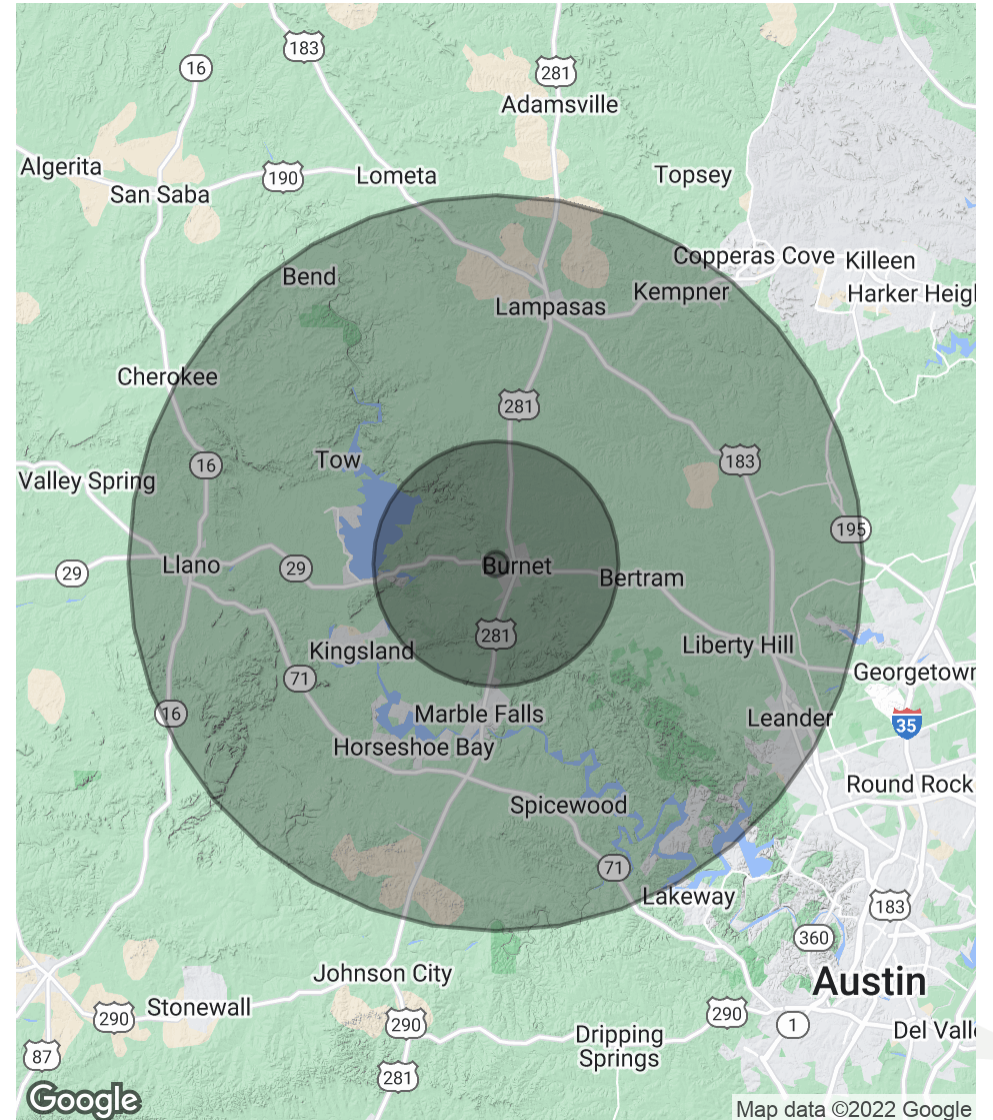 183
16
281
Adamsville
Algerita
190
Lometa
Topsey
San Saba
Copperas Cove
Killeen
Bend
Kempner
Harker Heigh
Lampasas
Cherokee
281
Tow
183
16
Valley Spring
195
29
Llano
29
Burnet
Bertram
281
Kingsland
Liberty Hill
71
Georgetown
16
Marble Falls
Leander
35
Horseshoe Bay
Round Rock
Spicewood
71
Lakeway
183
360
Johnson City
Austin
Stonewall
290
290
290
1
Del Valle
Dripping
Springs
87
281
Google
Map data ©2022 Google